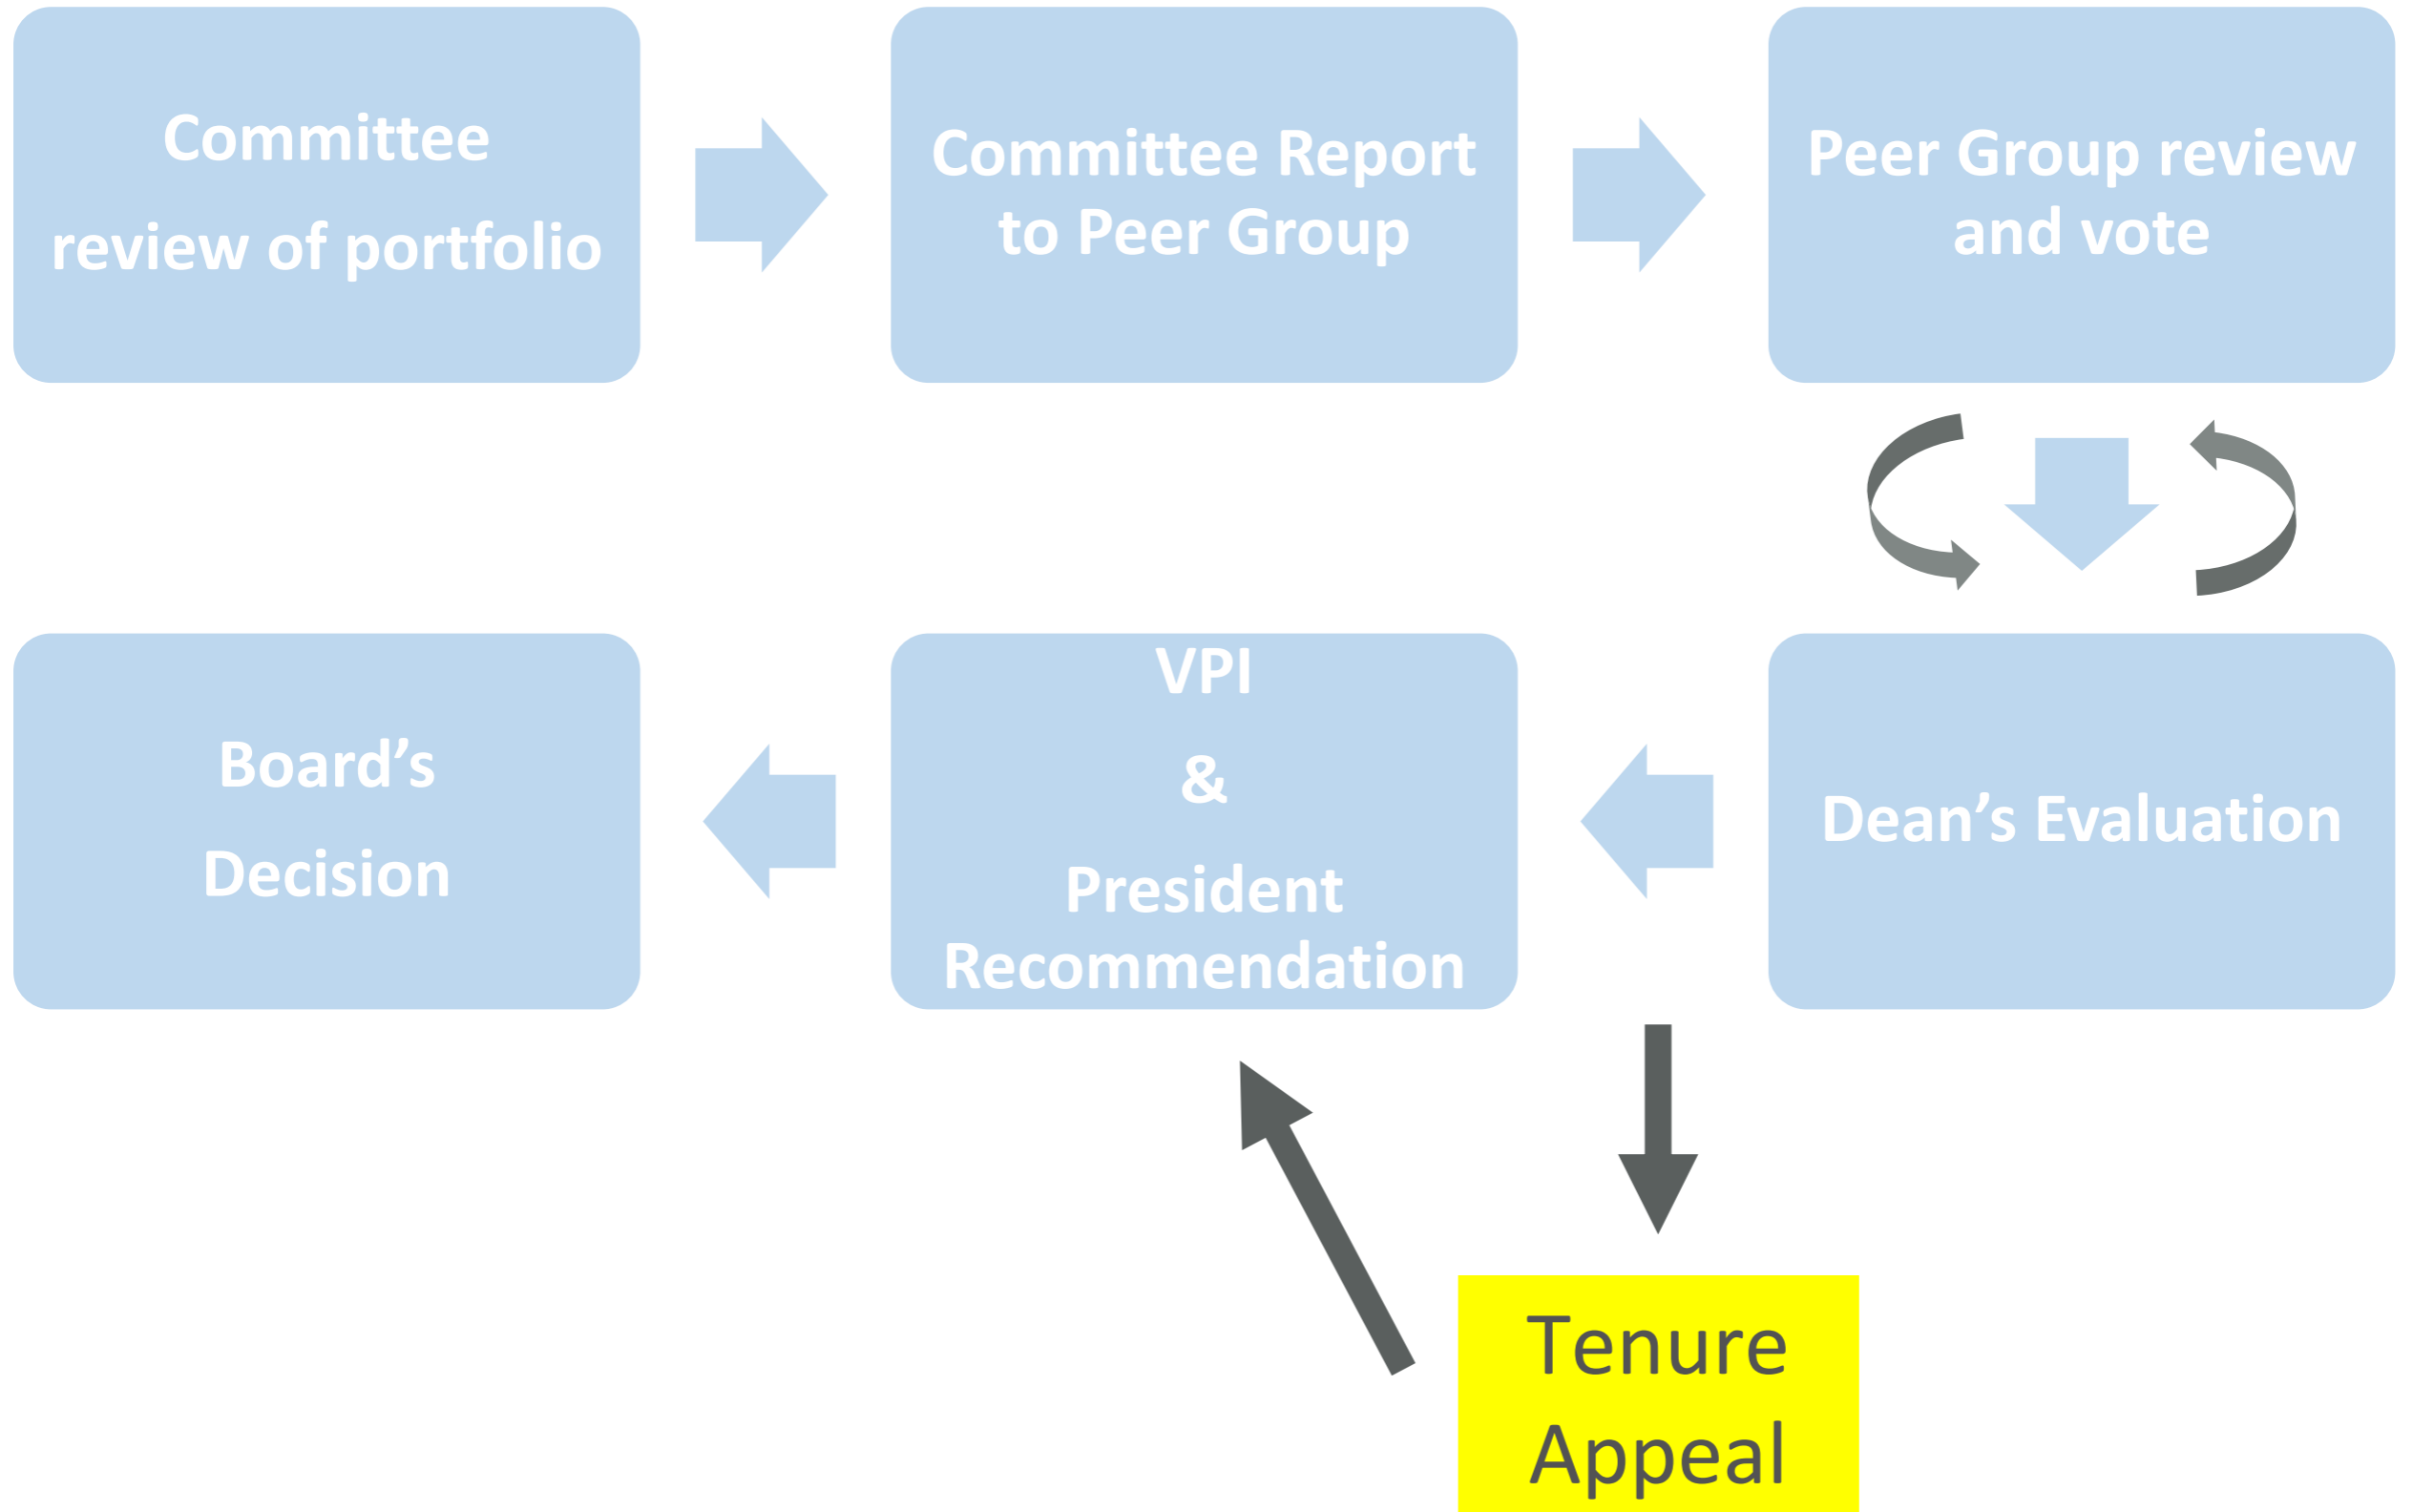 Committee
review of portfolio
Committee Report
to Peer Group
Peer Group review
and vote
Board’s
Decision
VPI
&
President
Recommendation
Dean’s Evaluation
Tenure
Appeal